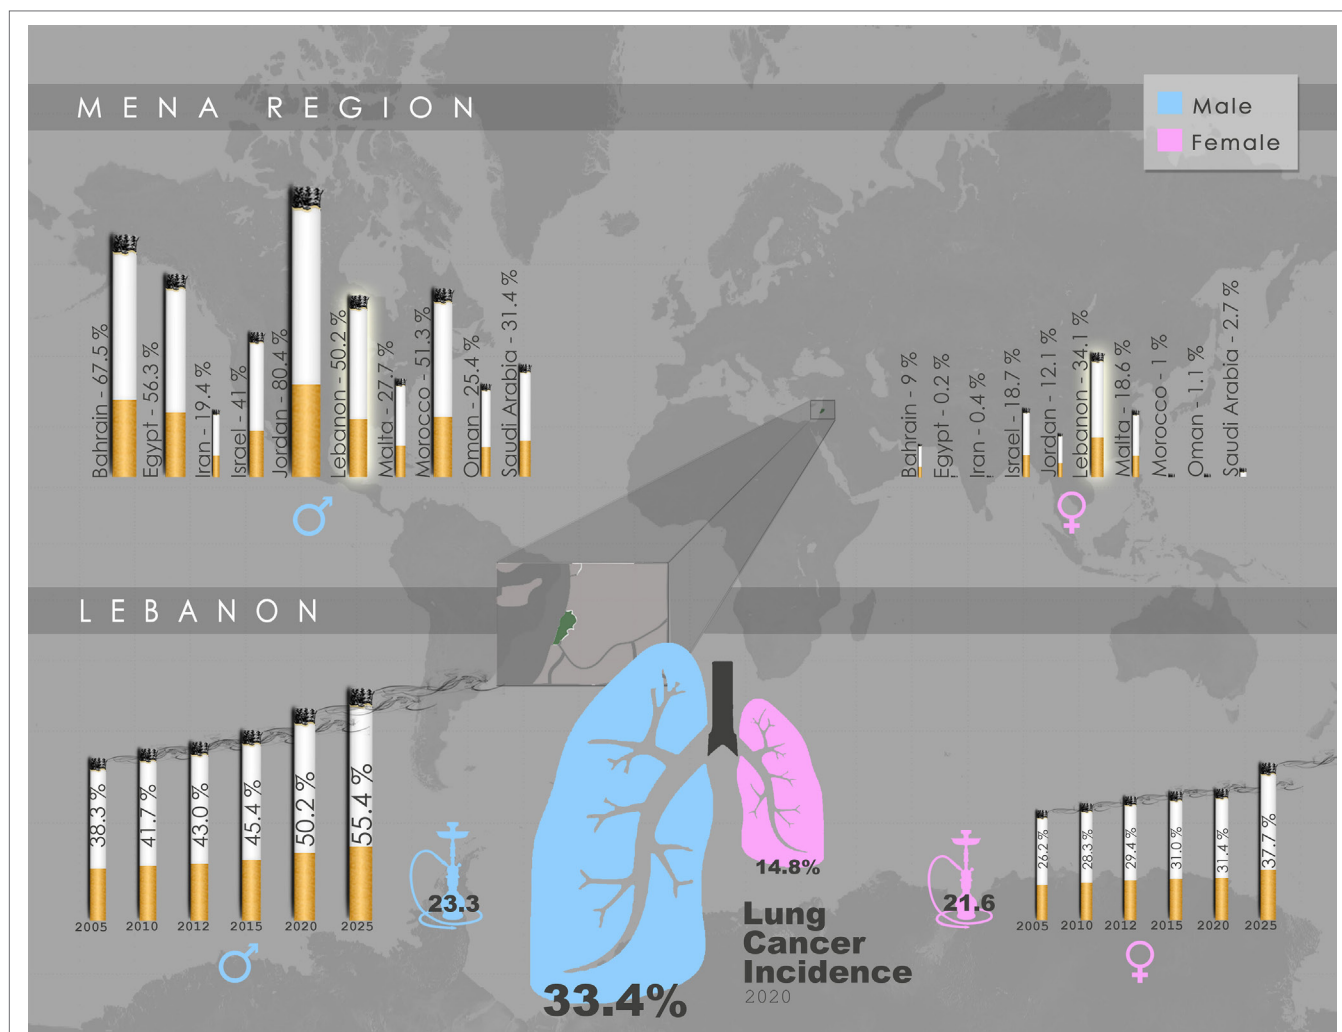 MENA REGION
Male
Female
Bahrain - 67.5 %
Egypt - 56.3 %
Iran - 19.4 %
Israel - 41 %
Jordan - 80.4 %
Lebanon - 50.2 %
Malta - 27.7 %
Morocco - 51.3 %
Oman - 25.4 %
Saudi Arabia - 31.4 %
Bahrain - 9 %
Egypt - 0.2 %
Iran - 0.4 %
Israel - 18.7 %
Jordan - 12.1 %
Lebanon - 34.1 %
Malta - 18.6 %
Morocco - 1 %
Oman - 1.1 %
Saudi Arabia - 2.7 %
LEBANON
38.3 %
41.7 %
43.0 %
45.4 %
50.2 %
55.4 %
2005 2010 2012 2015 2020 2025
23.3
33.4%
14.8%
Lung
Cancer
Incidence
2020
21.6
26.2 %
28.3 %
29.4 %
31.0 %
31.4 %
37.7 %
2005 2010 2012 2015 2020 2025